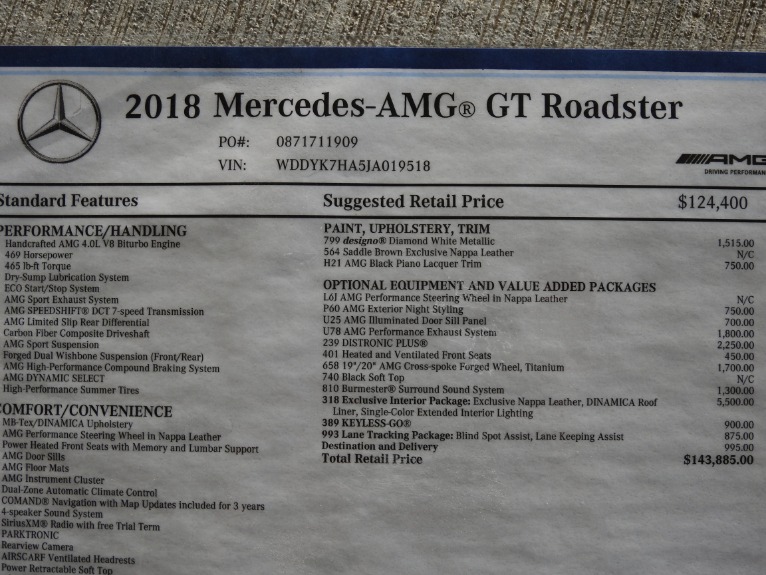 2018 Mercedes-AMG® GT Roadster
PO#: 0871711909
VIN: WDDYK7HA5JA019518
AMG
DRIVING PERFORMAN
Standard Features
Suggested Retail Price $124,400
PERFORMANCE/HANDLING
Handcrafted AMG 4.0L V8 Biturbo Engine
469 Horsepower
465 lb-ft Torque
Dry-Sump Lubrication System
ECO Start/Stop System
AMG Sport Exhaust System
AMG SPEEDSHIFT® DCT 7-speed Transmission
AMG Limited Slip Rear Differential
Carbon Fiber Composite Driveshaft
AMG Sport Suspension
Forged Dual Wishbone Suspension (Front/Rear)
AMG High-Performance Compound Braking System
AMG DYNAMIC SELECT
High-Performance Summer Tires
COMFORT/CONVENIENCE
MB-Tex/DINAMICA Upholstery
AMG Performance Steering Wheel in Nappa Leather
Power Heated Front Seats with Memory and Lumbar Support
AMG Door Sills
AMG Floor Mats
AMG Instrument Cluster
Dual-Zone Automatic Climate Control
COMAND® Navigation with Map Updates included for 3 years
4-speaker Sound System
SiriusXM® Radio with free Trial Term
PARKTRONIC
Rearview Camera
AIRSCARF Ventilated Headrests
Power Retractable Soft Top
PAINT, UPHOLSTERY, TRIM
799 designo® Diamond White Metallic 1,515.00
564 Saddle Brown Exclusive Nappa Leather N/C
H21 AMG Black Piano Lacquer Trim 750.00
OPTIONAL EQUIPMENT AND VALUE ADDED PACKAGES
L6J AMG Performance Steering Wheel in Nappa Leather N/C
P60 AMG Exterior Night Styling 750.00
U25 AMG Illuminated Door Sill Panel 700.00
U78 AMG Performance Exhaust System 1,800.00
239 DISTRONIC PLUS® 2,250.00
401 Heated and Ventilated Front Seats 450.00
658 19"/20" AMG Cross-spoke Forged Wheel, Titanium 1,700.00
740 Black Soft Top N/C
810 Burmester® Surround Sound System 1,300.00
318 Exclusive Interior Package: Exclusive Nappa Leather, DINAMICA Roof 5,500.00
Liner, Single-Color Extended Interior Lighting
389 KEYLESS-GO® 900.00
993 Lane Tracking Package: Blind Spot Assist, Lane Keeping Assist 875.00
Destination and Delivery 995.00
Total Retail Price $143,885.00